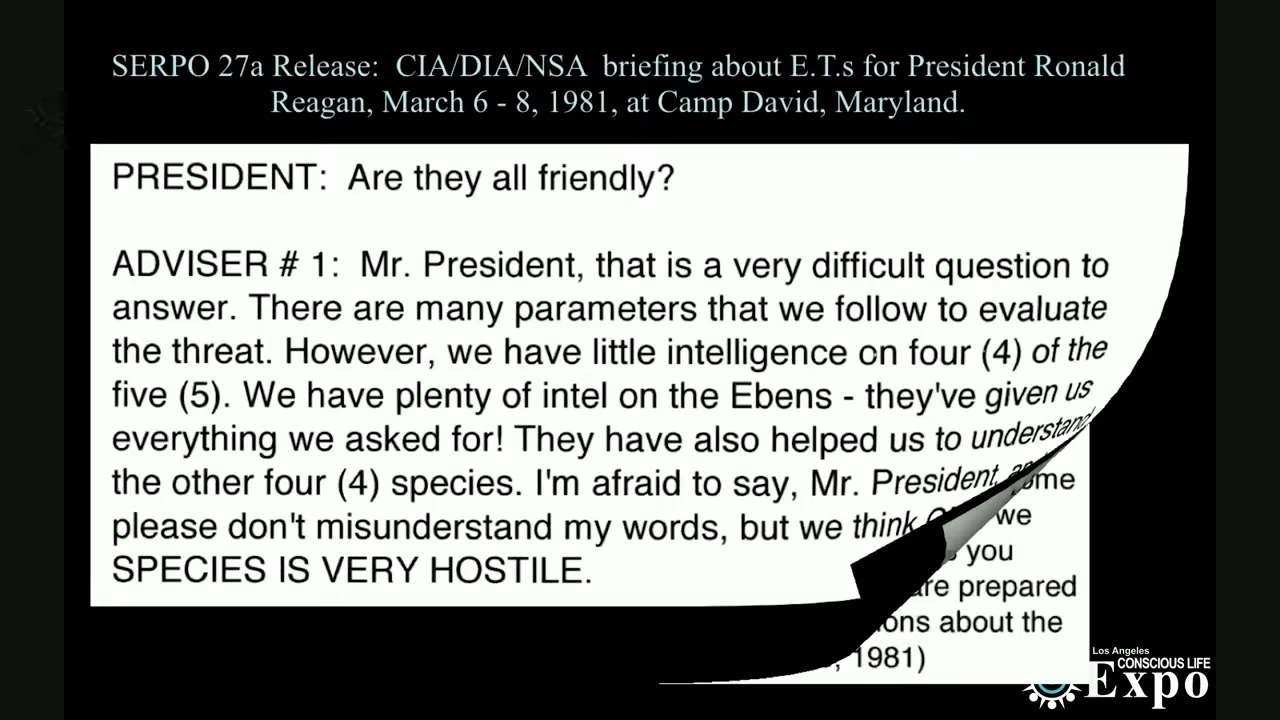 SERPO 27a Release: CIA/DIA/NSA briefing about E.T.s for President Ronald
Reagan, March 6 - 8, 1981, at Camp David, Maryland.
PRESIDENT: Are they all friendly?
ADVISER # 1: Mr. President, that is a very difficult question to
answer. There are many parameters that we follow to evaluate
the threat. However, we have little intelligence on four (4) of the
five (5). We have plenty of intel on the Ebens - they've given us
everything we asked for! They have also helped us to understand
the other four (4) species. I'm afraid to say, Mr. President,
please don't misunderstand my words, but we think
SPECIES IS VERY HOSTILE.
we
you
are prepared
about the
1981)
Los Angeles
CONSCIOUS LIFE
Expo